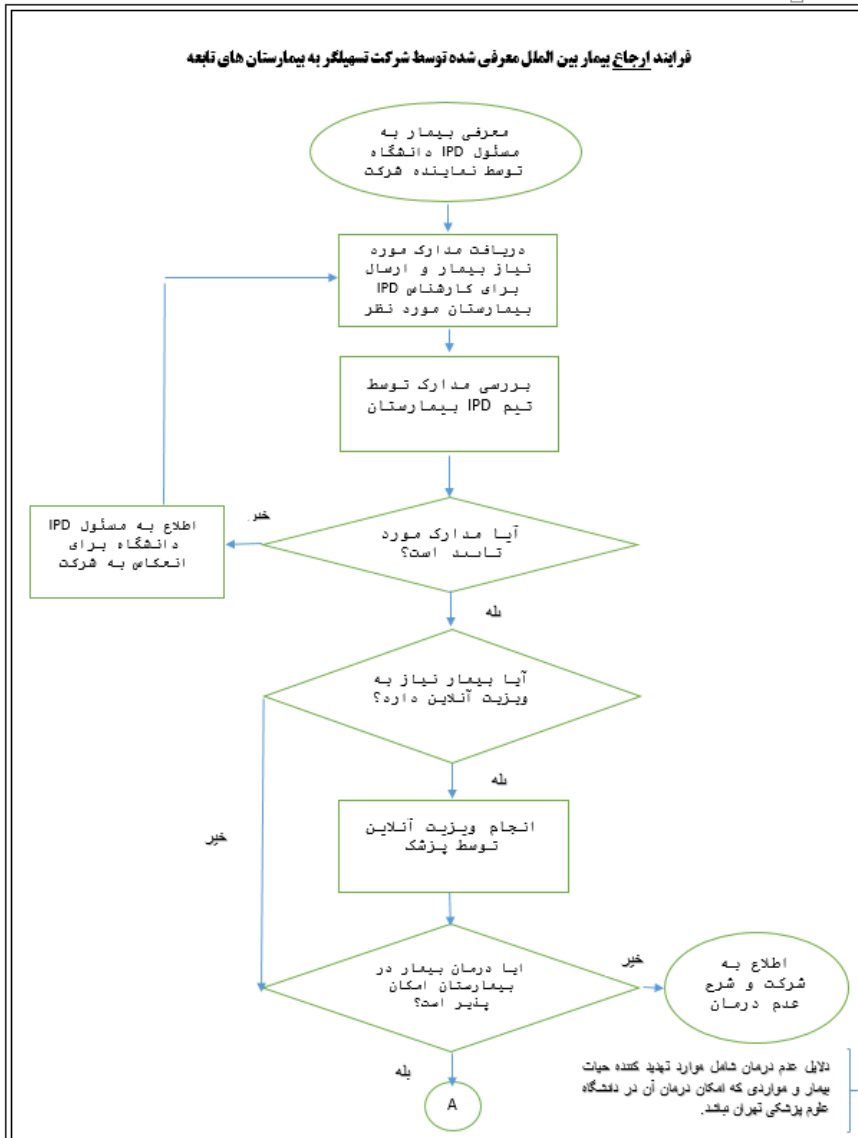 فرایند ارجاع بیمار بین الملل معرفی شده توسط شرکت تسهیلگر به بیمارستان های تابعه
معرفی بیمار به
مسئول IPD دانشگاه
توسط نماینده شرکت
دریافت مدارک مورد
نیاز بیمار و ارسال
برای کارشناس IPD
بیمارستان مورد نظر
بررسی مدارک توسط
تیم IPD بیمارستان
آیا مدارک مورد
تایید است؟
خیر
اطلاع به مسئول IPD
دانشگاه برای
انعکاس به شرکت
بله
آیا بیمار نیاز به
ویزیت آنلاین دارد؟
بله
خیر
انجام ویزیت آنلاین
توسط پزشک
ایا درمان بیمار در
بیمارستان امکان
پذیر است؟
خیر
اطلاع به
شرکت و شرح
عدم درمان
بله
A
دلایل عدم درمان شامل موارد تهدید کننده حیات
بیمار و مواردی که امکان درمان آن در دانشگاه
علوم پزشکی تهران نباشد.